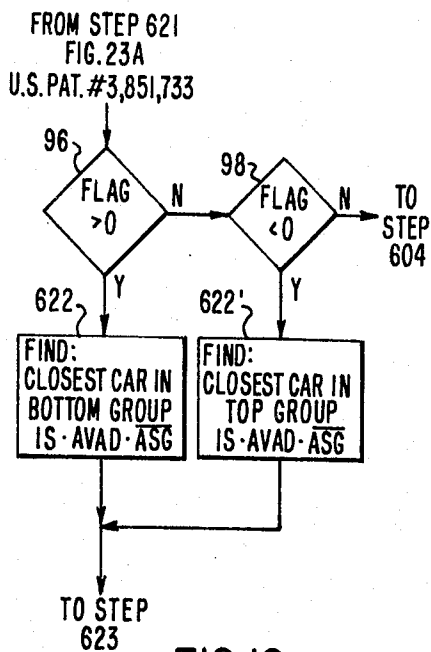 FROM STEP 621
FIG.23A
U.S.PAT.#3,851,733
96
FLAG
>0
N
Y
98
FLAG
<0
N
Y
TO
STEP
604
622
FIND:
CLOSEST CAR IN
BOTTOM GROUP
IS·AVAD·A̅S̅G̅
622'
FIND:
CLOSEST CAR IN
TOP GROUP
IS·AVAD·A̅S̅G̅
TO STEP
623